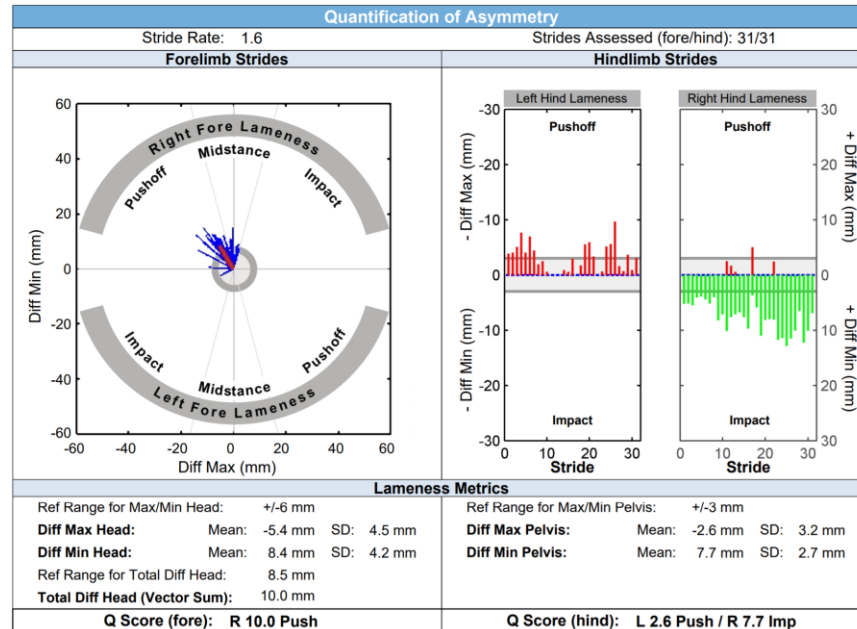 Quantification of Asymmetry
Stride Rate: 1.6 Strides Assessed (fore/hind): 31/31
Forelimb Strides Hindlimb Strides
60
40
20
0
-20
-40
-60
Diff Min (mm)
Right Fore Lameness
Pushoff Midstance Impact
Impact Midstance Pushoff
Left Fore Lameness
-60 -40 -20 0 20 40 60
Diff Max (mm)
Left Hind Lameness Right Hind Lameness
-30
-20
-10
0
-10
-20
-30
- Diff Max (mm)
- Diff Min (mm)
Pushoff
Impact
0 10 20 30
Stride
Pushoff
Impact
0 10 20 30
Stride
30
20
10
0
10
20
30
+ Diff Max (mm)
+ Diff Min (mm)
Lameness Metrics
Ref Range for Max/Min Head: +/-6 mm
Diff Max Head: Mean: -5.4 mm SD: 4.5 mm
Diff Min Head: Mean: 8.4 mm SD: 4.2 mm
Ref Range for Total Diff Head: 8.5 mm
Total Diff Head (Vector Sum): 10.0 mm
Ref Range for Max/Min Pelvis: +/-3 mm
Diff Max Pelvis: Mean: -2.6 mm SD: 3.2 mm
Diff Min Pelvis: Mean: 7.7 mm SD: 2.7 mm
Q Score (fore): R 10.0 Push Q Score (hind): L 2.6 Push / R 7.7 Imp